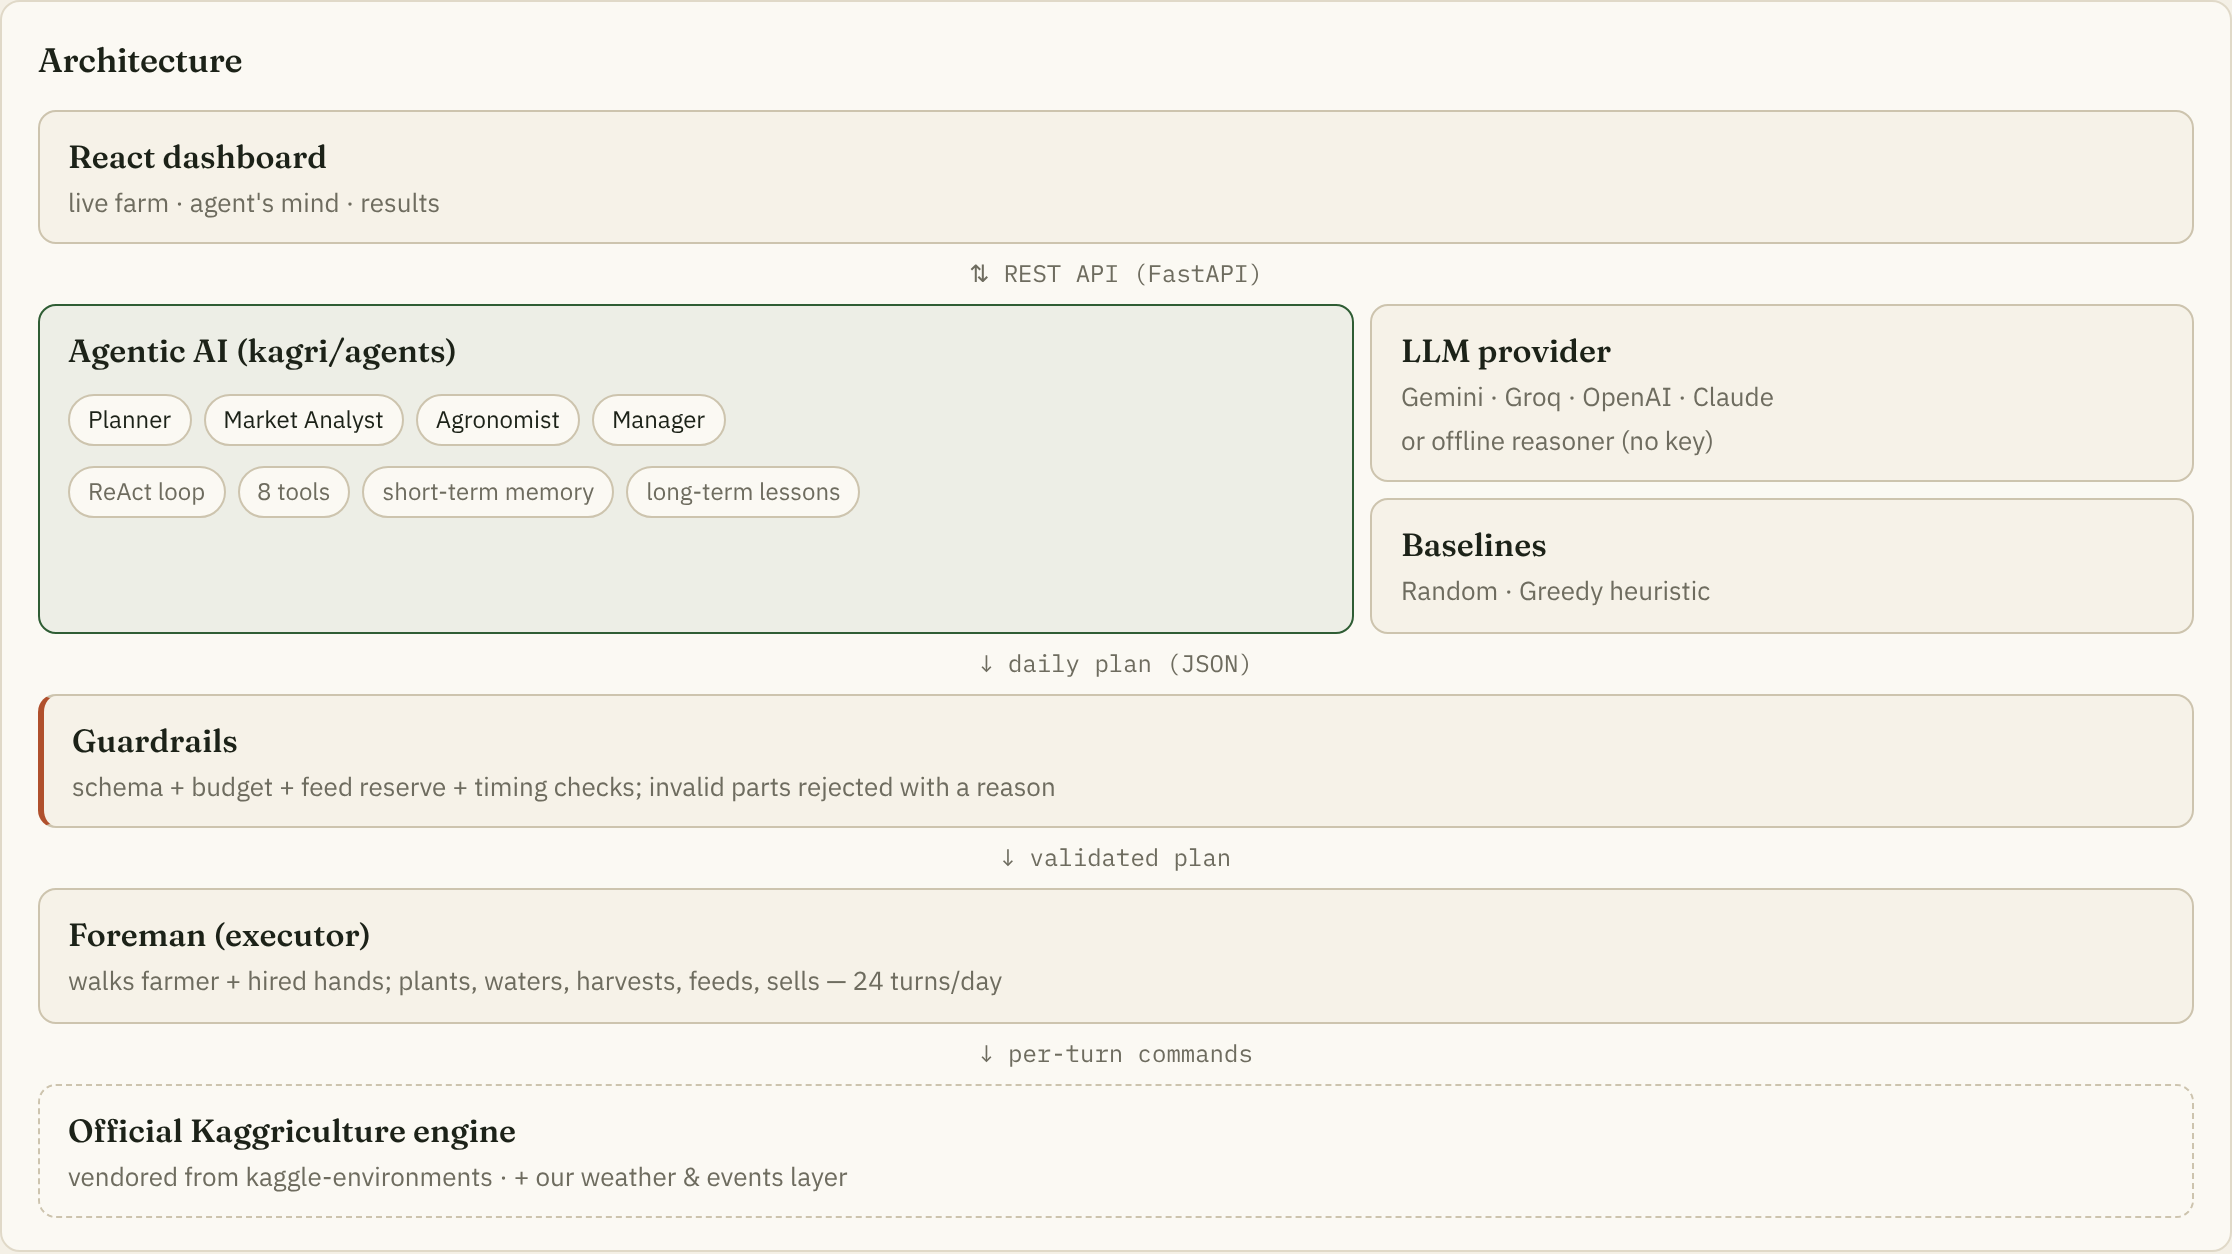 Architecture
React dashboard
live farm · agent's mind · results
⇅ REST API (FastAPI)
Agentic AI (kagri/agents)
Planner
Market Analyst
Agronomist
Manager
ReAct loop
8 tools
short-term memory
long-term lessons
LLM provider
Gemini · Groq · OpenAI · Claude
or offline reasoner (no key)
Baselines
Random · Greedy heuristic
↓ daily plan (JSON)
Guardrails
schema + budget + feed reserve + timing checks; invalid parts rejected with a reason
↓ validated plan
Foreman (executor)
walks farmer + hired hands; plants, waters, harvests, feeds, sells — 24 turns/day
↓ per-turn commands
Official Kaggriculture engine
vendored from kaggle-environments · + our weather & events layer